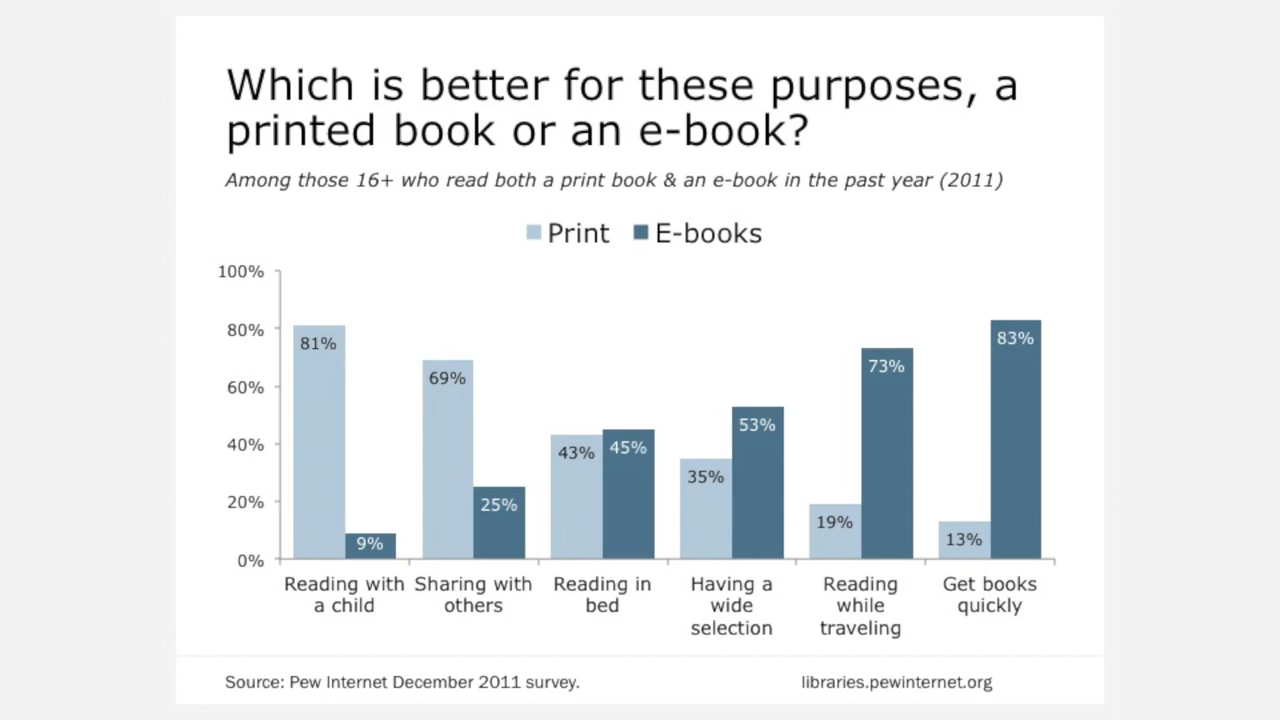 Which is better for these purposes, a
printed book or an e-book?
Among those 16+ who read both a print book & an e-book in the past year (2011)
Print E-books
100%
80%
60%
40%
20%
0%
81%
9%
69%
25%
43%
45%
35%
53%
19%
73%
13%
83%
Reading with
a child
Sharing with
others
Reading in
bed
Having a
wide
selection
Reading
while
traveling
Get books
quickly
Source: Pew Internet December 2011 survey.
libraries.pewinternet.org